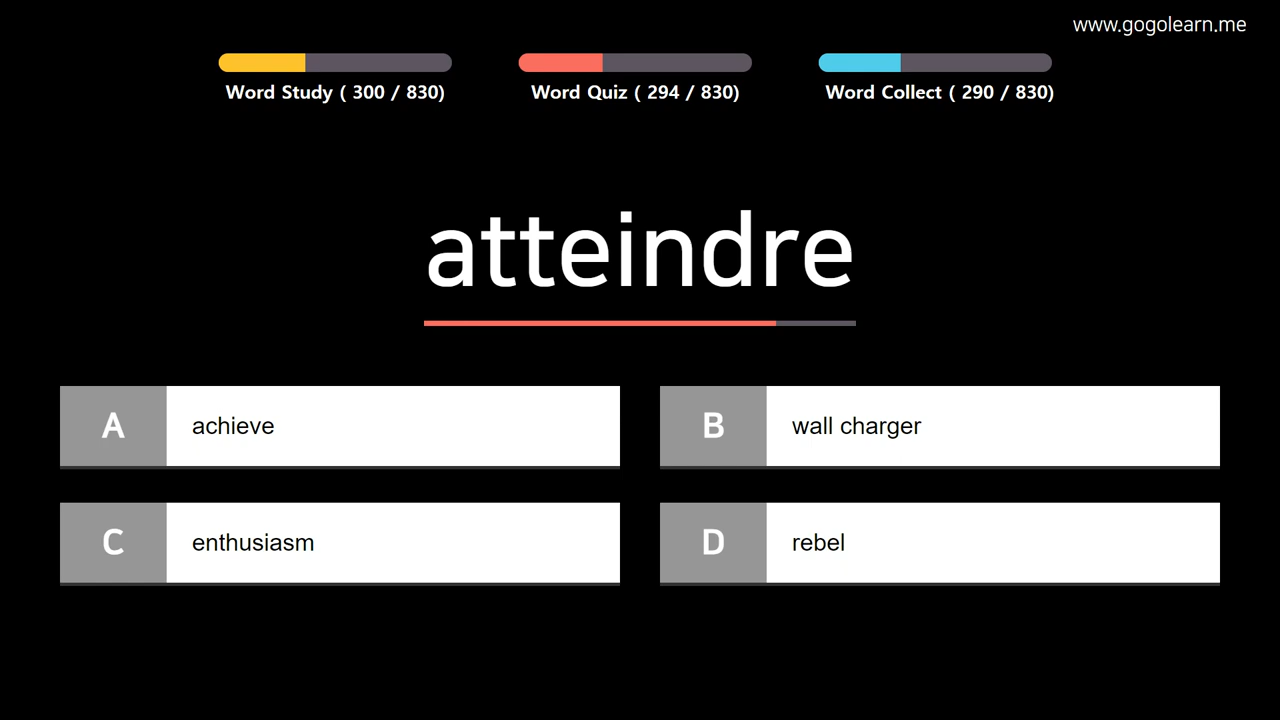 www.gogolearn.me
Word Study ( 300 / 830)
Word Quiz ( 294 / 830)
Word Collect ( 290 / 830)
atteindre
A achieve
B wall charger
C enthusiasm
D rebel